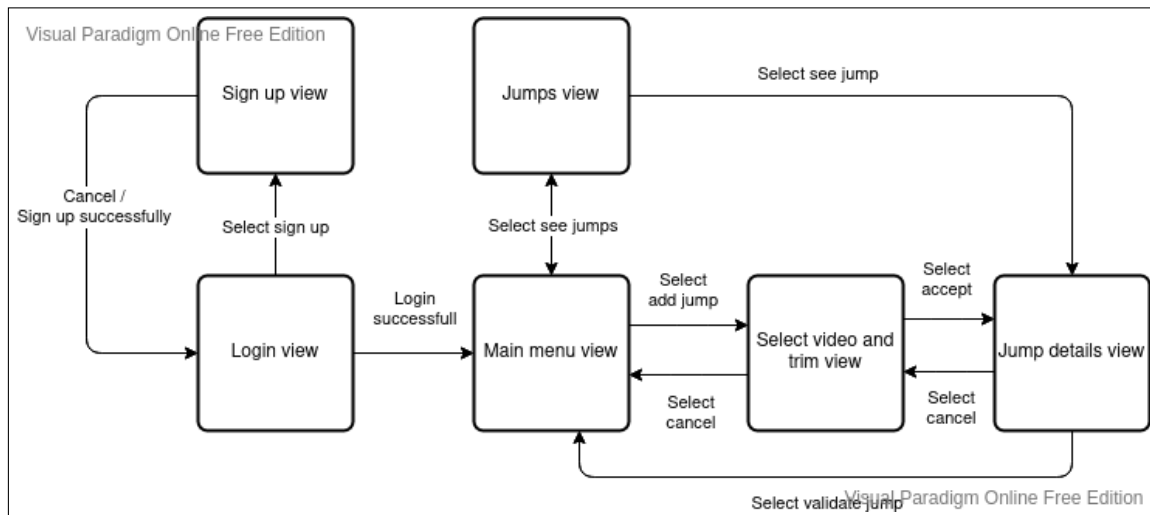 Visual Paradigm Online Free Edition
Sign up view
Jumps view
Select see jump
Cancel /
Sign up successfully
Select sign up
Select see jumps
Login
successfull
Select
add jump
Select
accept
Login view
Main menu view
Select video and
trim view
Jump details view
Select
cancel
Select
cancel
Select validate jump
Visual Paradigm Online Free Edition